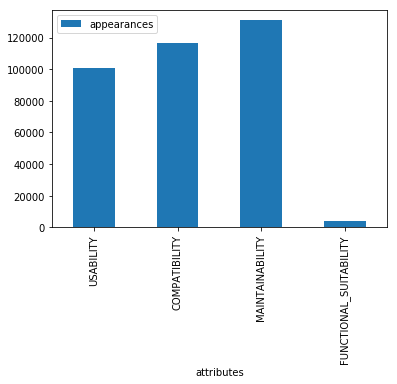 appearances
120000
100000
80000
60000
40000
20000
0
USABILITY
COMPATIBILITY
MAINTAINABILITY
FUNCTIONAL_SUITABILITY
attributes